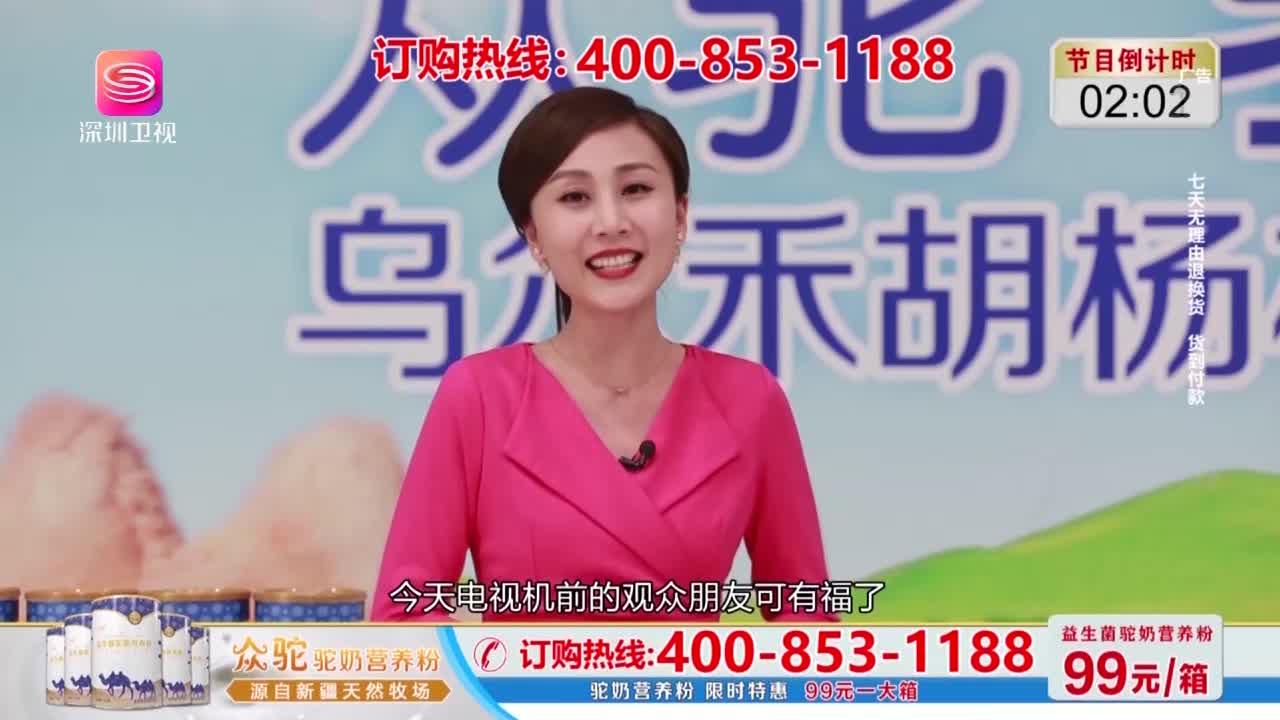 订购热线:400-853-1188
深圳卫视
节目倒计时
广告
02:02
众驼
乌尔禾胡杨
七天无理由退换货 货到付款
今天电视机前的观众朋友可有福了
众驼 驼奶营养粉
源自新疆天然牧场
订购热线:400-853-1188
驼奶营养粉 限时特惠 99元一大箱
益生菌驼奶营养粉
99元/箱